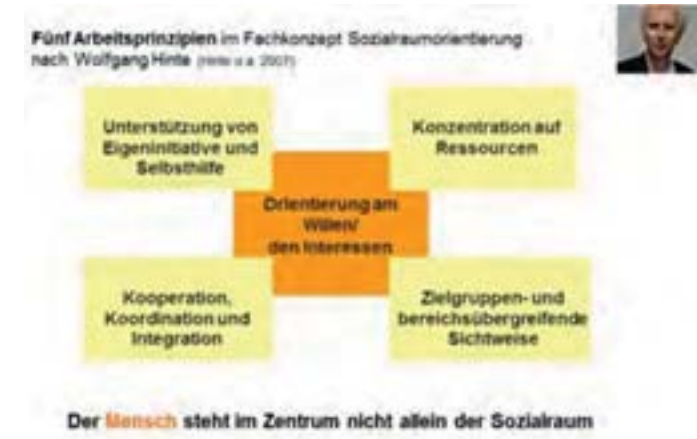 Fünf Arbeitsprinzipien im Fachkonzept Sozialraumorientierung
nach Wolfgang Hinte (Hinte u.a. 2007)
Unterstützung von
Eigeninitiative und
Selbsthilfe
Konzentration auf
Ressourcen
Orientierung am
Willen/
den Interessen
Kooperation,
Koordination und
Integration
Zielgruppen- und
bereichsübergreifende
Sichtweise
Der Mensch steht im Zentrum nicht allein der Sozialraum